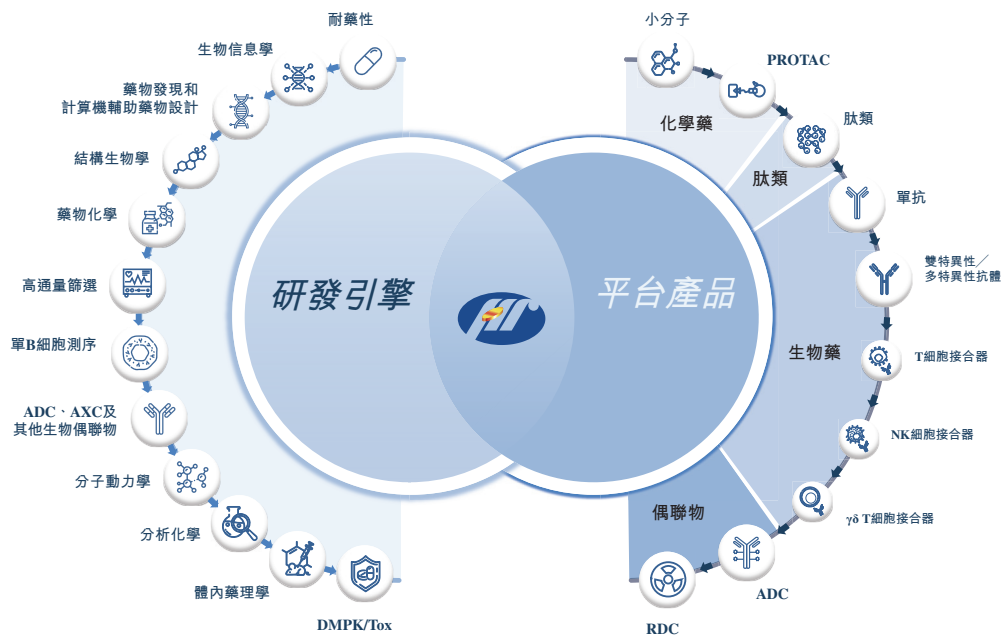 耐藥性
生物信息學
藥物發現和
計算機輔助藥物設計
結構生物學
藥物化學
高通量篩選
單B細胞測序
ADC、AXC及
其他生物偶聯物
分子動力學
分析化學
體內藥理學
DMPK/Tox
研發引擎
平台產品
小分子
PROTAC
化學藥
肽類
肽類
單抗
雙特異性／
多特異性抗體
生物藥
T細胞接合器
NK細胞接合器
γδ T細胞接合器
偶聯物
ADC
RDC